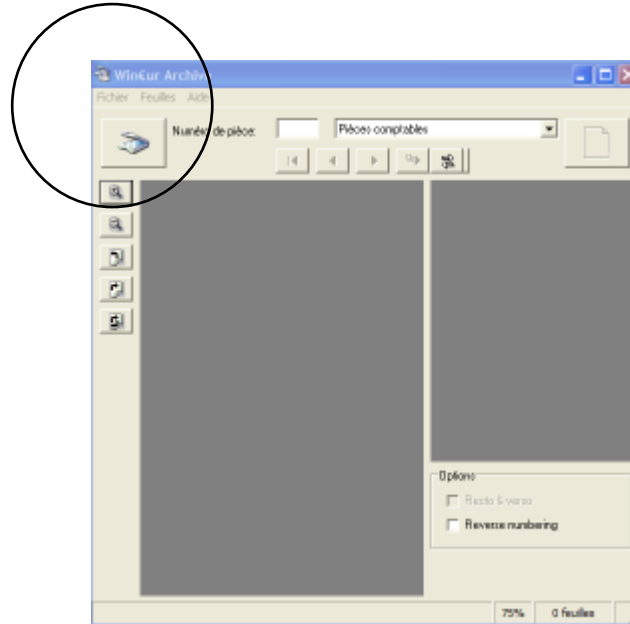 WinEur Archive
Fichier Feuilles Aide
Numéro de pièce: Pièces comptables
Options
Recto & verso
Reverse numbering
75% 0 feuilles